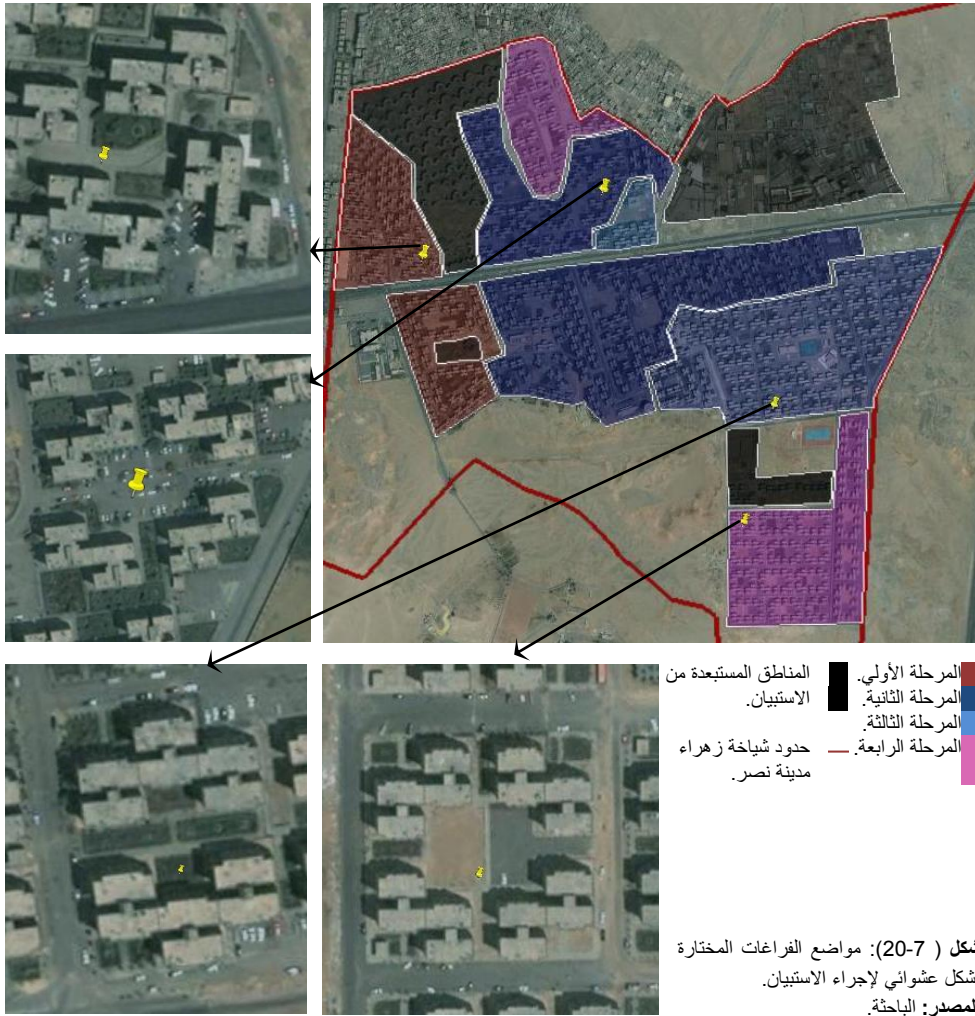 المرحلة الأولي.
المرحلة الثانية.
المرحلة الثالثة.
المرحلة الرابعة.
المناطق المستبعدة من
الاستبيان.
حدود شياخة زهراء
مدينة نصر.
شكل ( 7-20): مواضع الفراغات المختارة
شكل عشوائي لإجراء الاستبيان.
لمصدر: الباحثة.